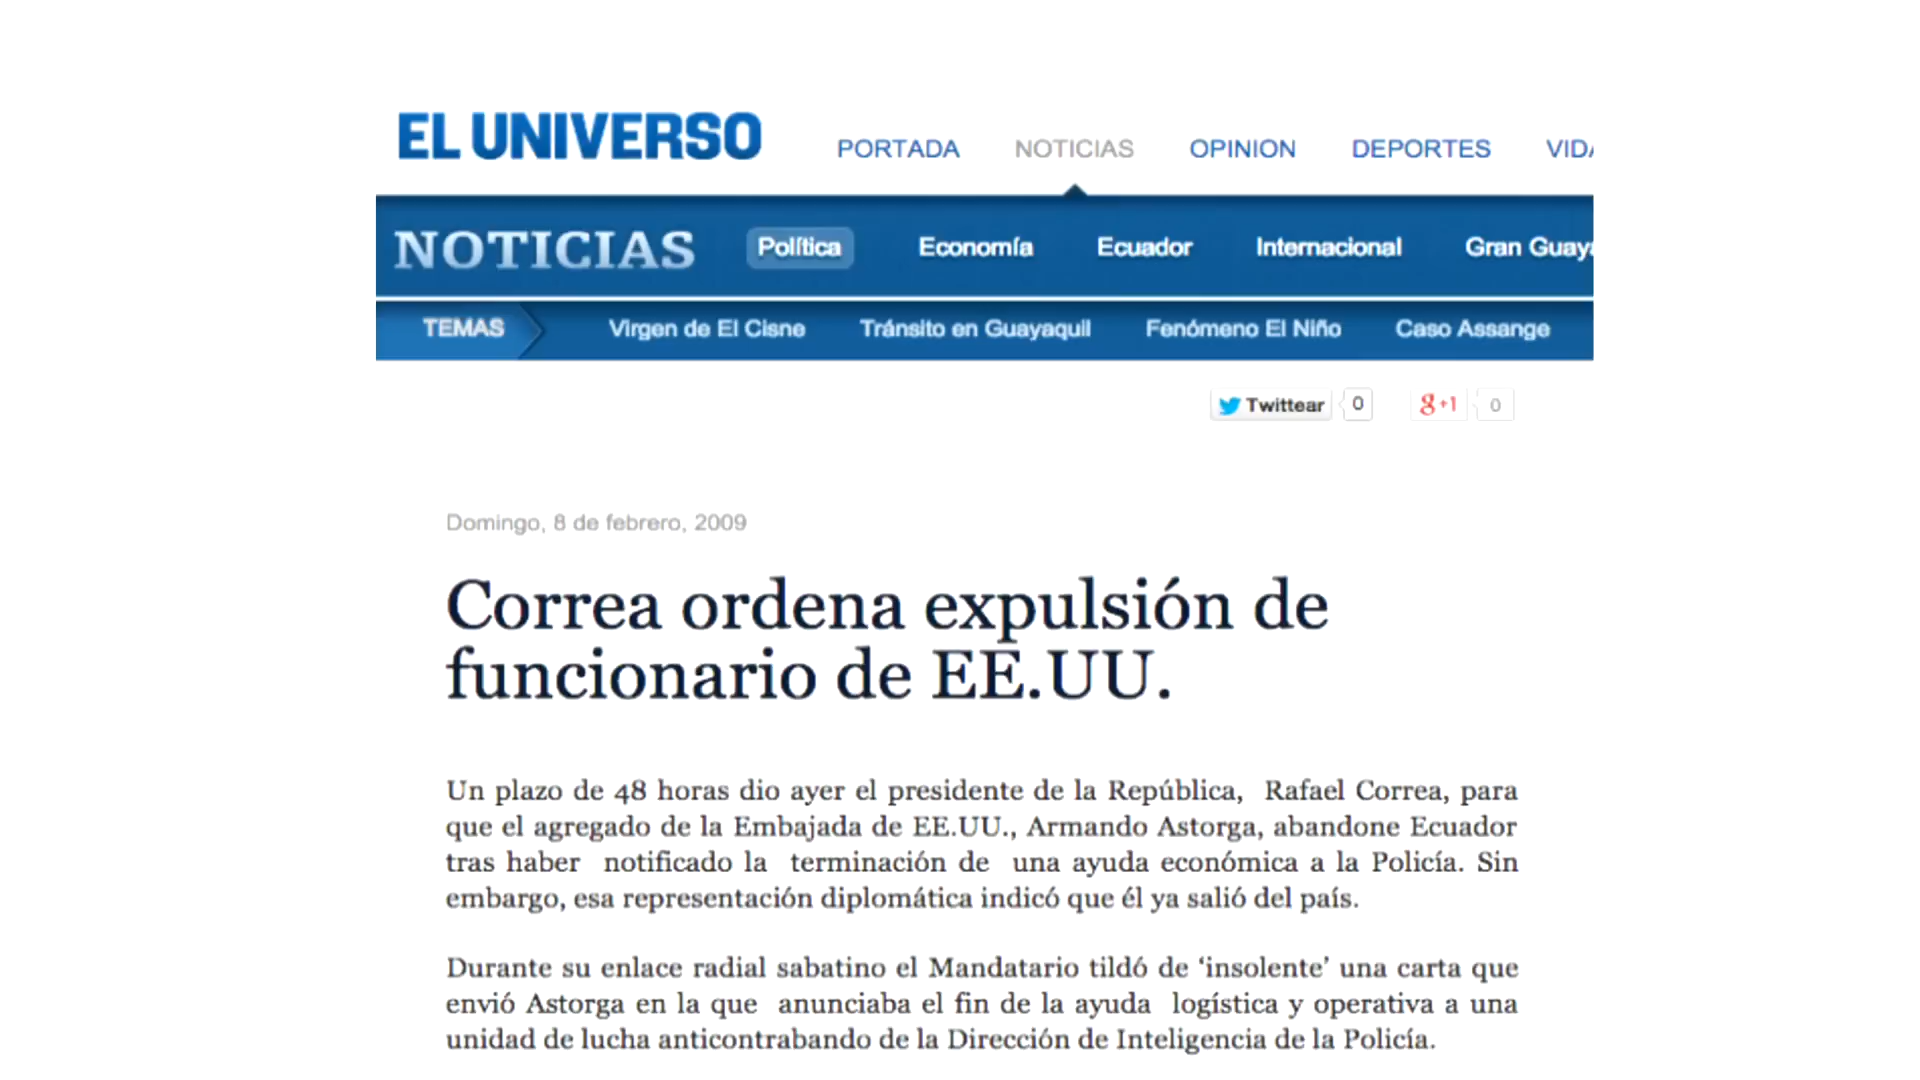 EL UNIVERSO
PORTADA NOTICIAS OPINION DEPORTES
NOTICIAS Política Economía Ecuador Internacional Gran
TEMAS Virgen de El Cisne Tránsito en Guayaquil Fenómeno El Niño Caso Assange
Twittear 0 g+1 0
Domingo, 8 de febrero, 2009
Correa ordena expulsión de
funcionario de EE.UU.
Un plazo de 48 horas dio ayer el presidente de la República, Rafael Correa, para
que el agregado de la Embajada de EE.UU., Armando Astorga, abandone Ecuador
tras haber notificado la terminación de una ayuda económica a la Policía. Sin
embargo, esa representación diplomática indicó que él ya salió del país.
Durante su enlace radial sabatino el Mandatario tildó de ‘insolente’ una carta que
envió Astorga en la que anunciaba el fin de la ayuda logística y operativa a una
unidad de lucha anticontrabando de la Dirección de Inteligencia de la Policía.